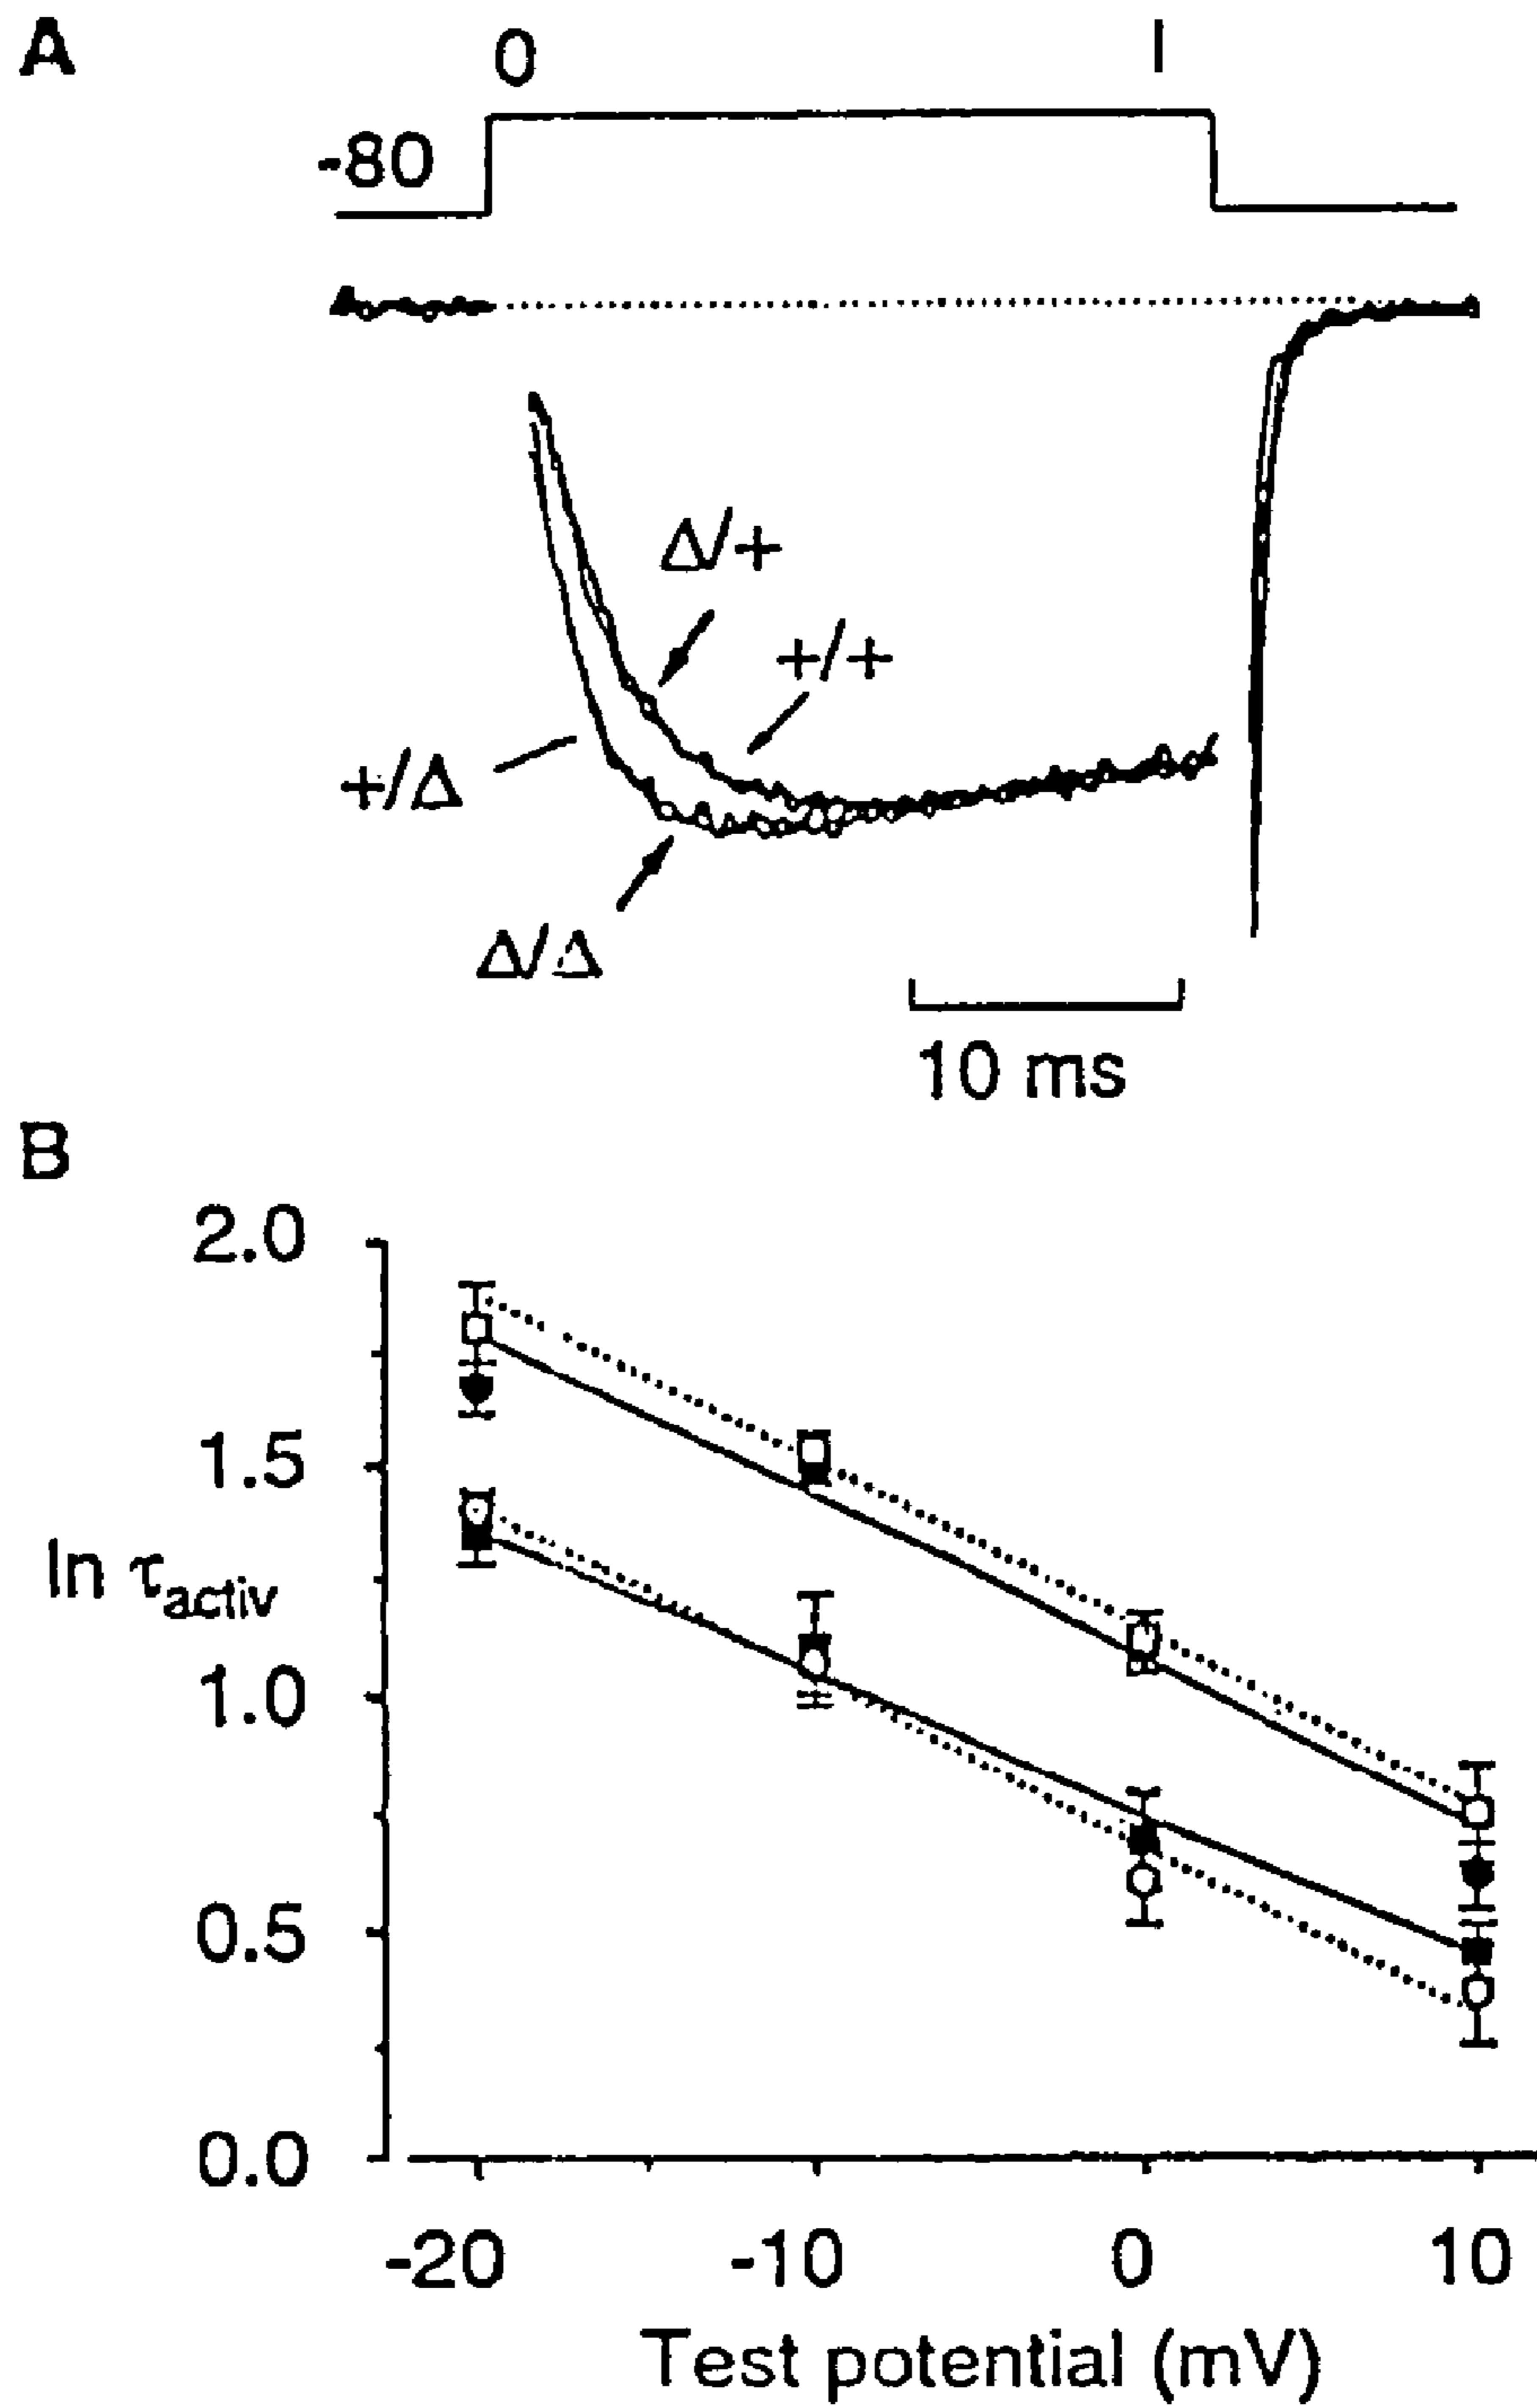 A
0
I
-80
Δ/+
+/+
+/Δ
Δ/Δ
10 ms
B
2.0
1.5
ln τactiv
1.0
0.5
0.0
-20 -10 0 10
Test potential (mV)